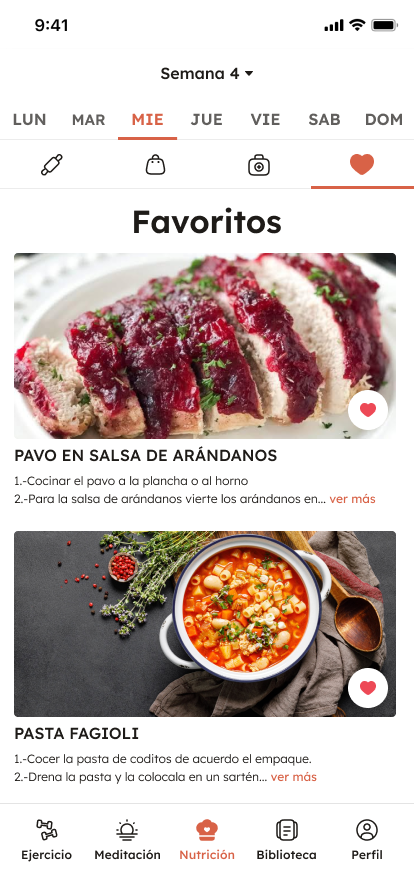 9:41
Semana 4
LUN MAR MIE JUE VIE SAB DOM
Favoritos
PAVO EN SALSA DE ARÁNDANOS
1.-Cocinar el pavo a la plancha o al horno
2.-Para la salsa de arándanos vierte los arándanos en... ver más
PASTA FAGIOLI
1.-Cocer la pasta de coditos de acuerdo el empaque.
2.-Drena la pasta y la colocala en un sartén... ver más
Ejercicio Meditación Nutrición Biblioteca Perfil